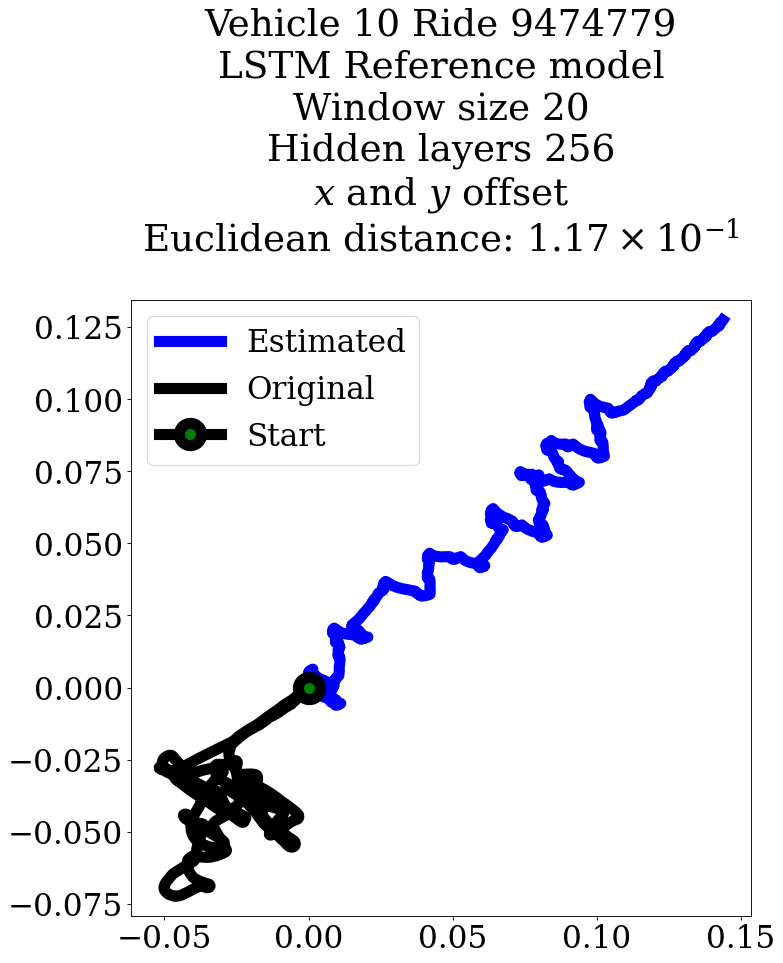 Vehicle 10 Ride 9474779
LSTM Reference model
Window size 20
Hidden layers 256
x and y offset
Euclidean distance: 1.17 × 10⁻¹
Estimated
Original
Start
0.125
0.100
0.075
0.050
0.025
0.000
−0.025
−0.050
−0.075
−0.05 0.00 0.05 0.10 0.15